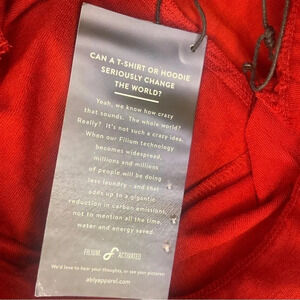 CAN A T-SHIRT OR HOODIE
SERIOUSLY CHANGE
THE WORLD?
Yeah, we know how crazy
that sounds. The whole world?
Really? It's not such a crazy idea.
When our Filium technology
becomes widespread,
millions and millions
of people will be doing
less laundry - and that
adds up to a gigantic
reduction in carbon emissions,
not to mention all the time,
water and energy saved.
FILIUM ACTIVATED
We'd love to hear your thoughts, or see your pictures
ablyapparel.com